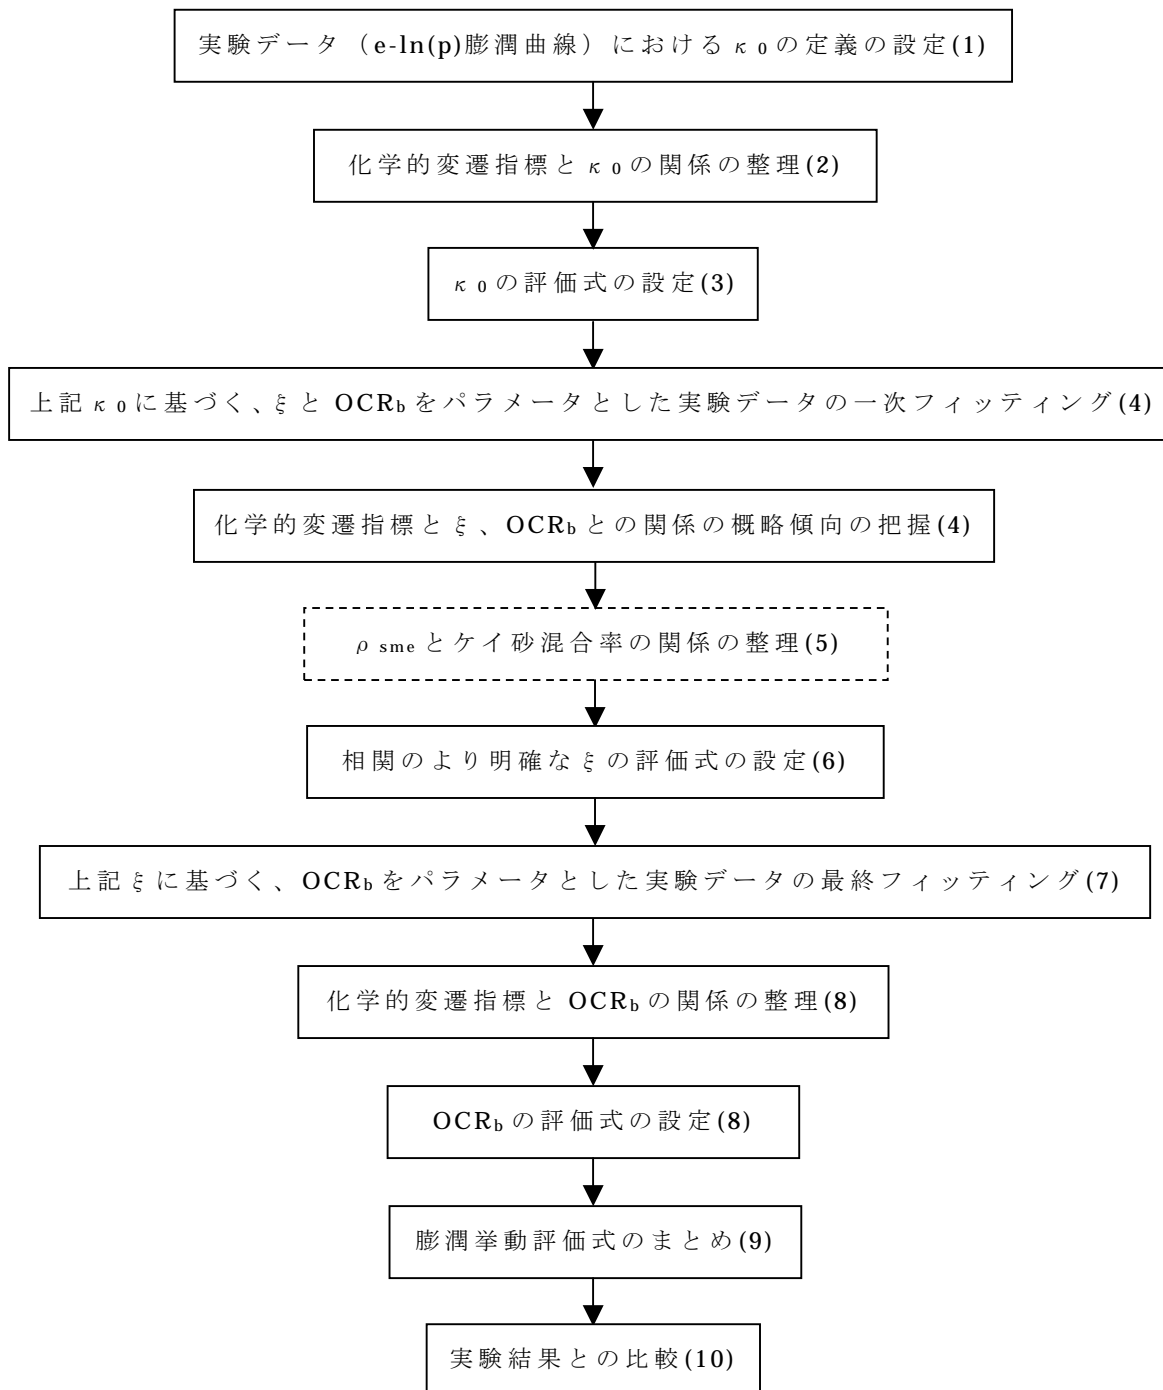 実験データ（e-ln(p)膨潤曲線）におけるκ0の定義の設定(1)
化学的変遷指標とκ0の関係の整理(2)
κ0の評価式の設定(3)
上記κ0に基づく、ξとOCRbをパラメータとした実験データの一次フィッティング(4)
化学的変遷指標とξ、OCRbとの関係の概略傾向の把握(4)
ρsmeとケイ砂混合率の関係の整理(5)
相関のより明確なξの評価式の設定(6)
上記ξに基づく、OCRbをパラメータとした実験データの最終フィッティング(7)
化学的変遷指標とOCRbの関係の整理(8)
OCRbの評価式の設定(8)
膨潤挙動評価式のまとめ(9)
実験結果との比較(10)